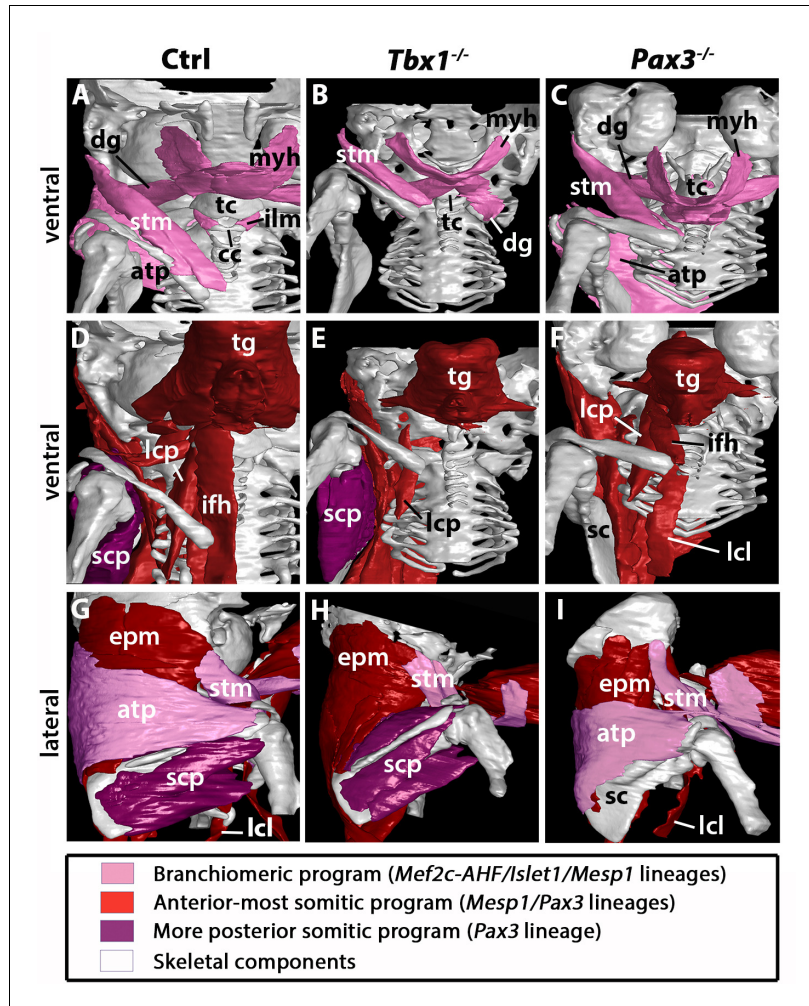 Ctrl Tbx1-/- Pax3-/-
A B C
dg myh stm tc ilm cc atp
stm myh tc dg
dg myh tc stm atp
ventral
D E F
tg lcp ifh scp
tg scp lcp
tg lcp ifh sc lcl
ventral
G H I
epm stm atp scp lcl
epm stm scp
epm stm atp sc lcl
lateral
Branchiomeric program (Mef2c-AHF/Islet1/Mesp1 lineages)
Anterior-most somitic program (Mesp1/Pax3 lineages)
More posterior somitic program (Pax3 lineage)
Skeletal components